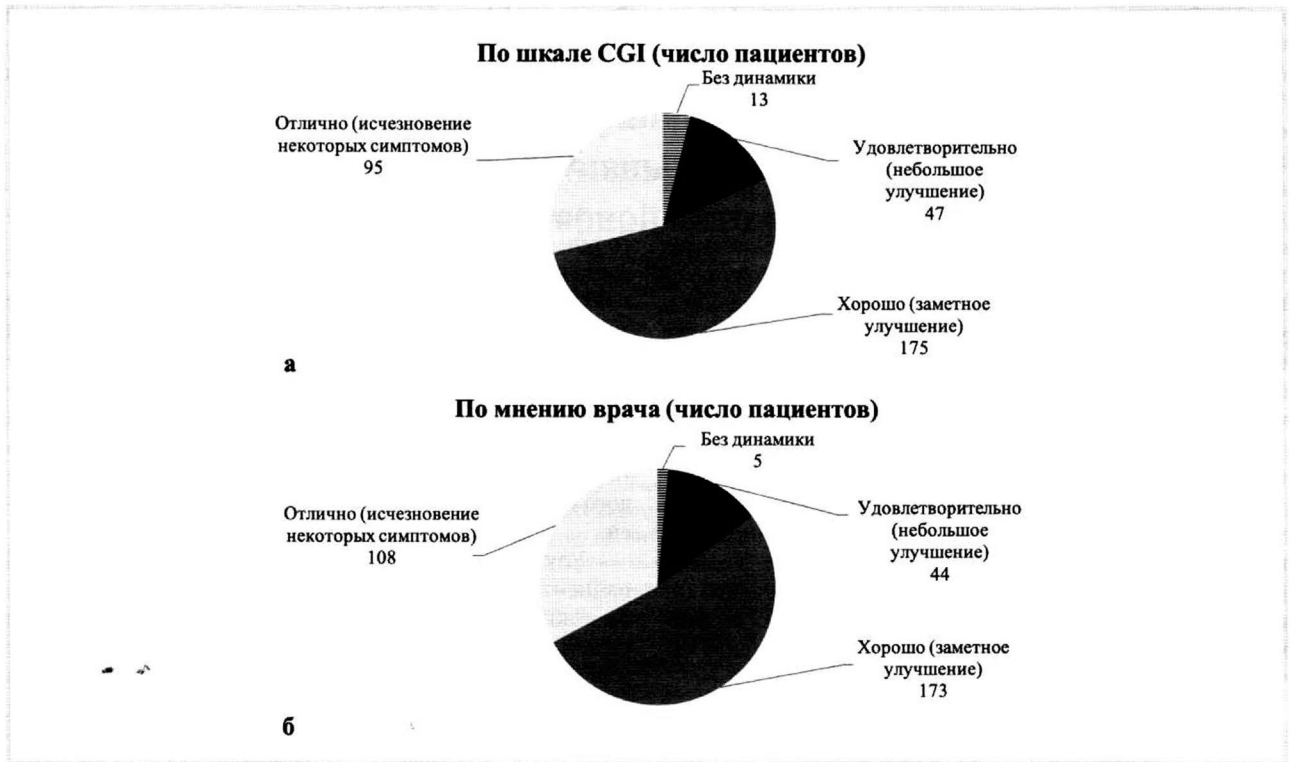 По шкале CGI (число пациентов)
Без динамики
13
Отлично (исчезновение
некоторых симптомов)
95
Удовлетворительно
(небольшое
улучшение)
47
Хорошо (заметное
улучшение)
175
а
По мнению врача (число пациентов)
Без динамики
5
Отлично (исчезновение
некоторых симптомов)
108
Удовлетворительно
(небольшое
улучшение)
44
Хорошо (заметное
улучшение)
173
б